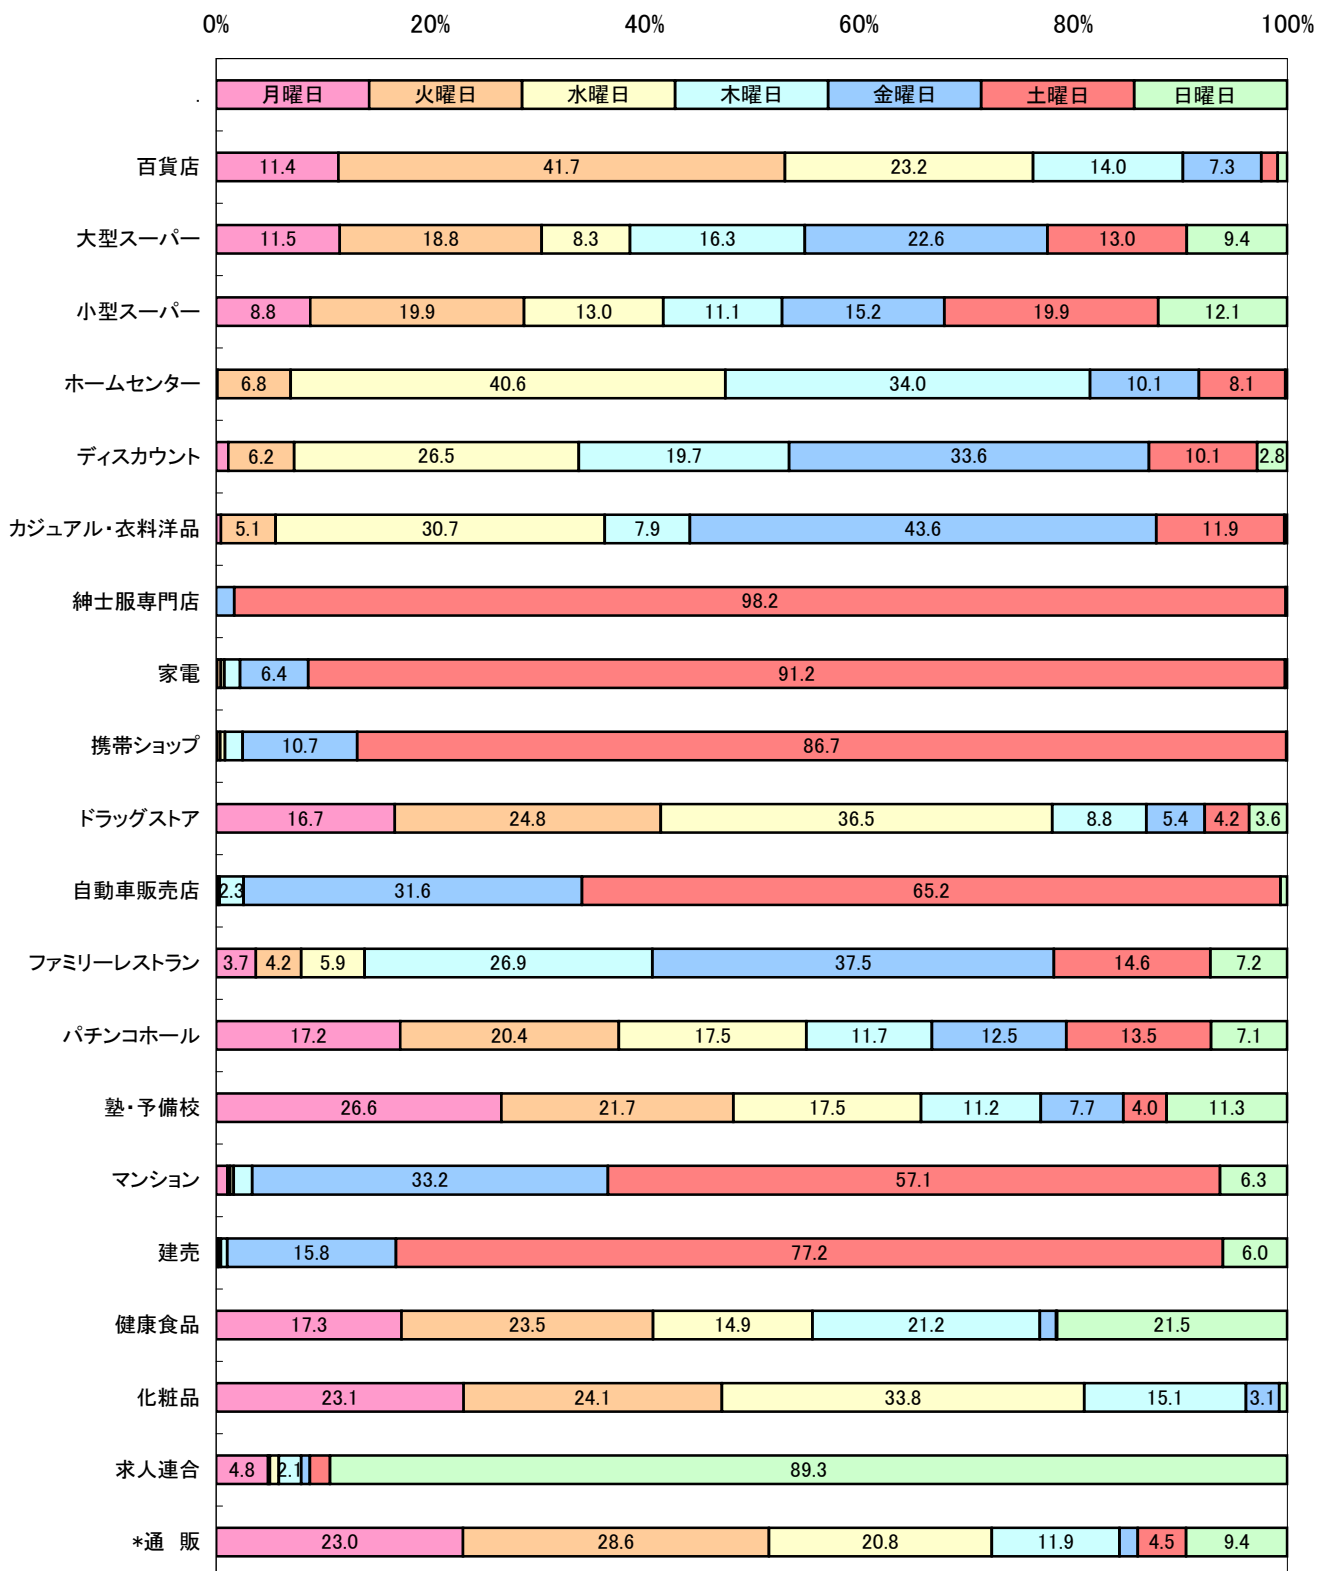 0% 20% 40% 60% 80% 100%
. 月曜日 火曜日 水曜日 木曜日 金曜日 土曜日 日曜日
百貨店 11.4 41.7 23.2 14.0 7.3
大型スーパー 11.5 18.8 8.3 16.3 22.6 13.0 9.4
小型スーパー 8.8 19.9 13.0 11.1 15.2 19.9 12.1
ホームセンター 6.8 40.6 34.0 10.1 8.1
ディスカウント 6.2 26.5 19.7 33.6 10.1 2.8
カジュアル・衣料洋品 5.1 30.7 7.9 43.6 11.9
紳士服専門店 98.2
家電 6.4 91.2
携帯ショップ 10.7 86.7
ドラッグストア 16.7 24.8 36.5 8.8 5.4 4.2 3.6
自動車販売店 2.3 31.6 65.2
ファミリーレストラン 3.7 4.2 5.9 26.9 37.5 14.6 7.2
パチンコホール 17.2 20.4 17.5 11.7 12.5 13.5 7.1
塾・予備校 26.6 21.7 17.5 11.2 7.7 4.0 11.3
マンション 33.2 57.1 6.3
建売 15.8 77.2 6.0
健康食品 17.3 23.5 14.9 21.2 21.5
化粧品 23.1 24.1 33.8 15.1 3.1
求人連合 4.8 2.1 89.3
*通　販 23.0 28.6 20.8 11.9 4.5 9.4